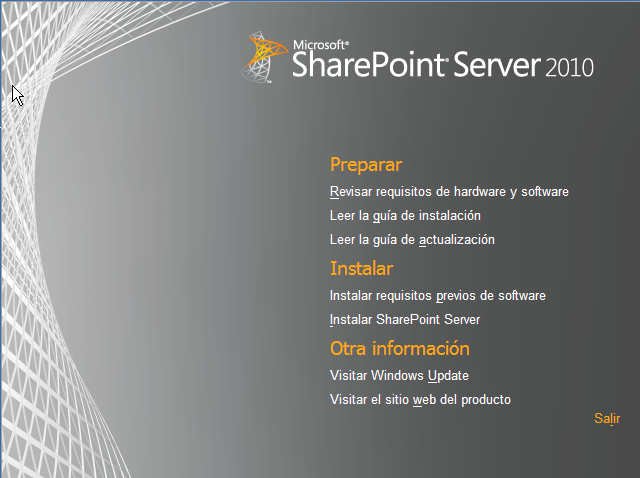 Microsoft®
SharePoint® Server 2010
Preparar
Revisar requisitos de hardware y software
Leer la guía de instalación
Leer la guía de actualización
Instalar
Instalar requisitos previos de software
Instalar SharePoint Server
Otra información
Visitar Windows Update
Visitar el sitio web del producto
Salir